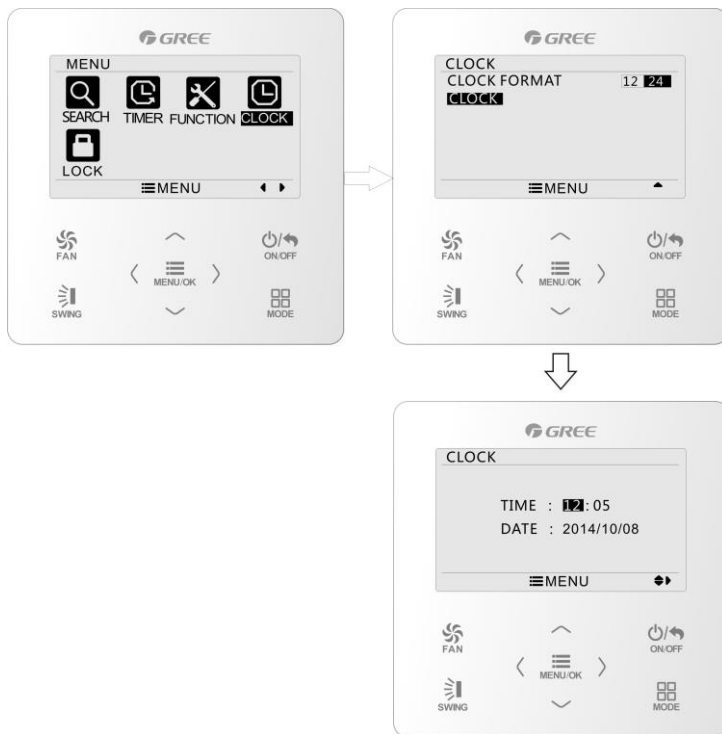 GREE
MENU
SEARCH TIMER FUNCTION CLOCK
LOCK
MENU
FAN
ON/OFF
MENU/OK
SWING
MODE
GREE
CLOCK
CLOCK FORMAT 12 24
CLOCK
MENU
FAN
ON/OFF
MENU/OK
SWING
MODE
GREE
CLOCK
TIME : 12:05
DATE : 2014/10/08
MENU
FAN
ON/OFF
MENU/OK
SWING
MODE